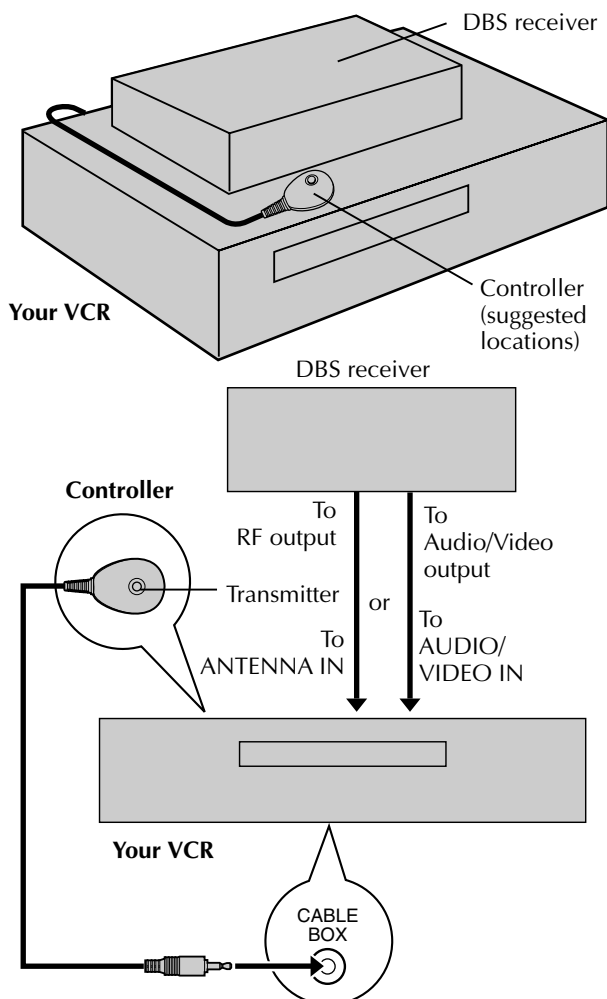 DBS receiver
Your VCR
Controller
(suggested
locations)
DBS receiver
Controller
To
RF output
To
Audio/Video
output
Transmitter
or
To
ANTENNA IN
To
AUDIO/
VIDEO IN
Your VCR
CABLE
BOX